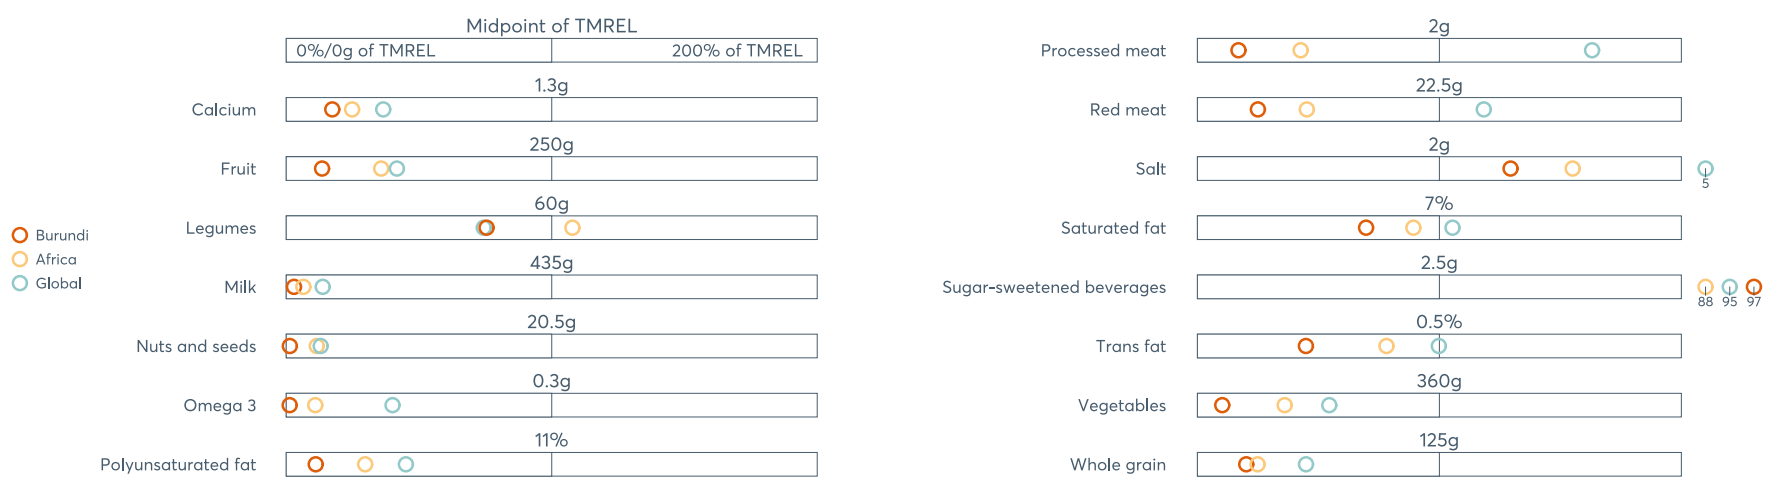 Midpoint of TMREL
0%/0g of TMREL 200% of TMREL
1.3g
Calcium
250g
Fruit
60g
Legumes
435g
Milk
20.5g
Nuts and seeds
0.3g
Omega 3
11%
Polyunsaturated fat
Burundi
Africa
Global
2g
Processed meat
22.5g
Red meat
2g
Salt
5
7%
Saturated fat
2.5g
Sugar-sweetened beverages
88 95 97
0.5%
Trans fat
360g
Vegetables
125g
Whole grain